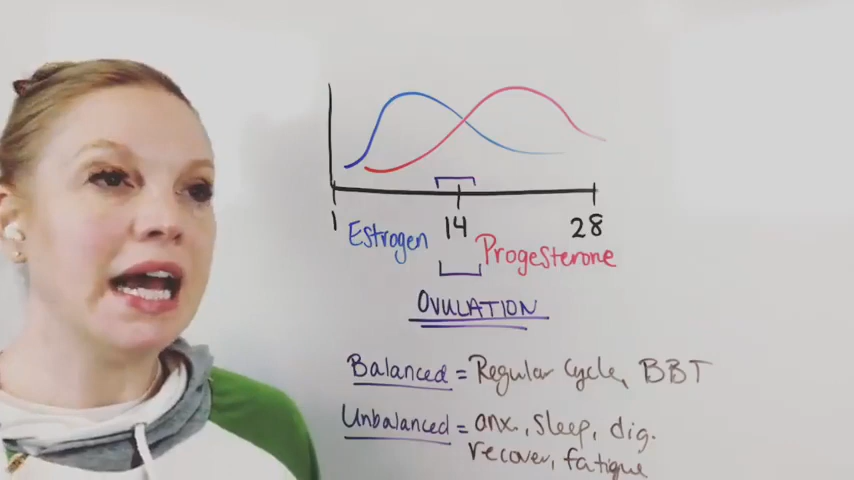 1 14 28
Estrogen
Progesterone
OVULATION
Balanced = Regular Cycle, BBT
Unbalanced = anx., sleep, dig.
recover, fatigue